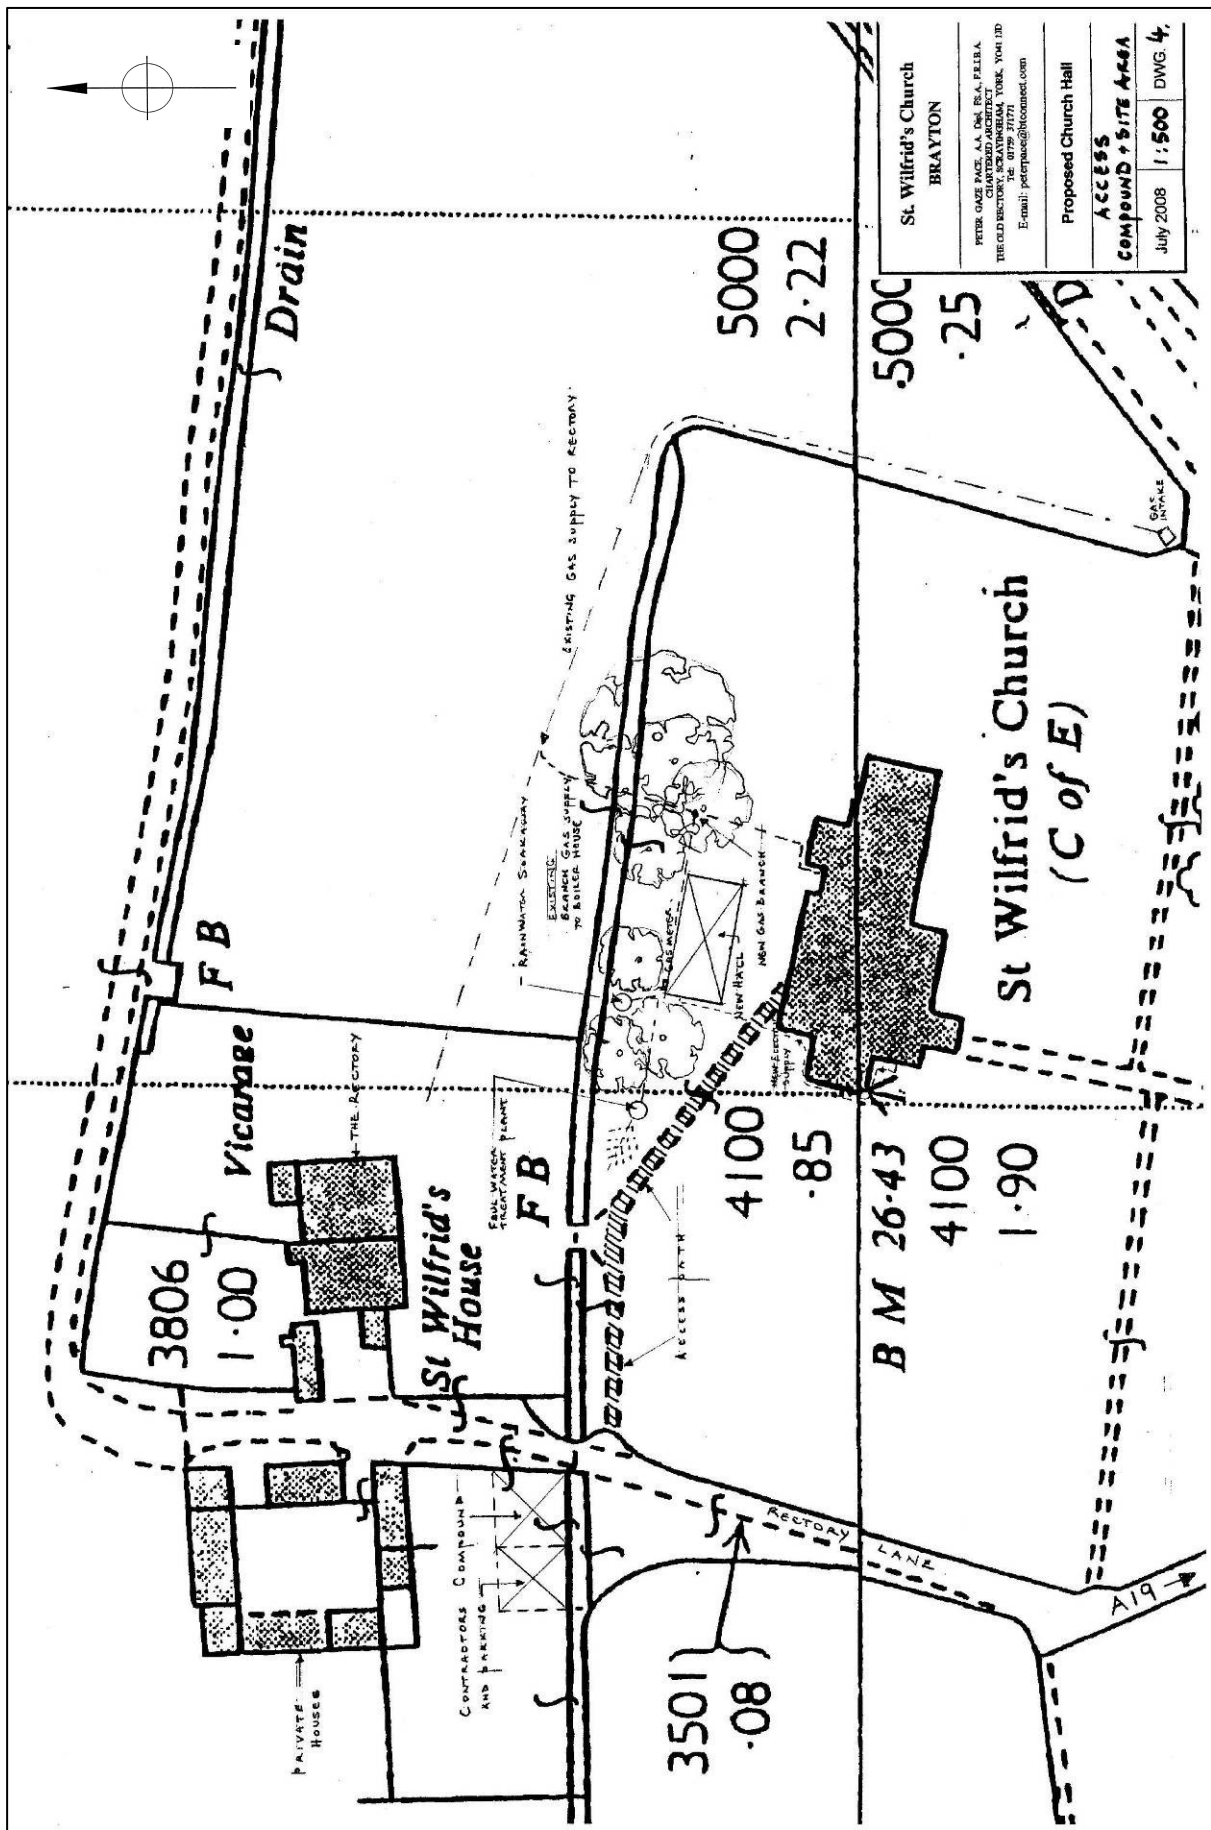 Drain
F B
Vicarage
THE RECTORY
3806
1·00
St Wilfrid's
House
PRIVATE
HOUSES
CONTRACTORS COMPOUND
AND PARKING
FOUL WATER
TREATMENT PLANT
F B
RAINWATER SOAKAWAY
EXISTING
BRANCH GAS SUPPLY
TO BOILER HOUSE
EXISTING GAS SUPPLY TO RECTORY
GAS METER
NEW HALL
NEW GAS BRANCH
SUPPLY
ACCESS PATH
5000
2·22
4100
·85
3501
·08
RECTORY LANE
A19
B M 26·43
4100
1·90
St Wilfrid's Church
(C of E)
5000
·25
D
GAS
INTAKE
St. Wilfrid's Church
BRAYTON
PETER GAZE PACE, A.A. Dipl, F.S.A., F.R.I.B.A.
CHARTERED ARCHITECT
THE OLD RECTORY, SCRAYINGHAM, YORK, YO41 1JD
Tel: 01759 371771
E-mail: peterpace@btconnect.com
Proposed Church Hall
ACCESS
COMPOUND + SITE AREA
July 2008 1:500 DWG. 4.